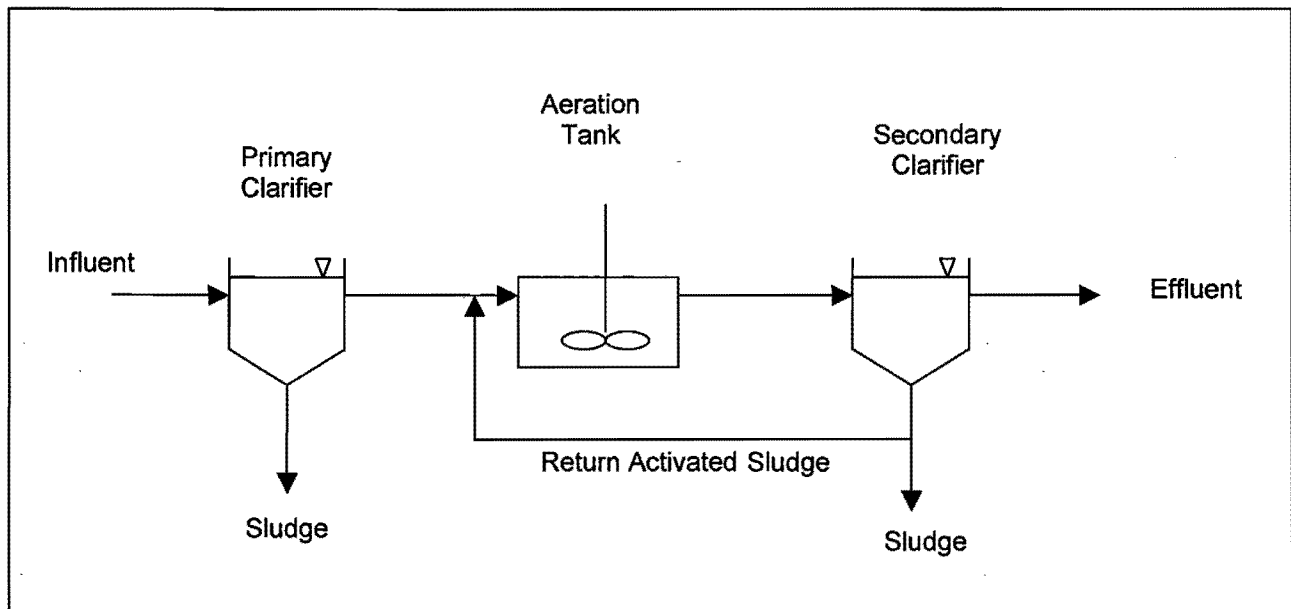 Aeration
Tank
Primary
Clarifier
Secondary
Clarifier
Influent
Effluent
Return Activated Sludge
Sludge
Sludge